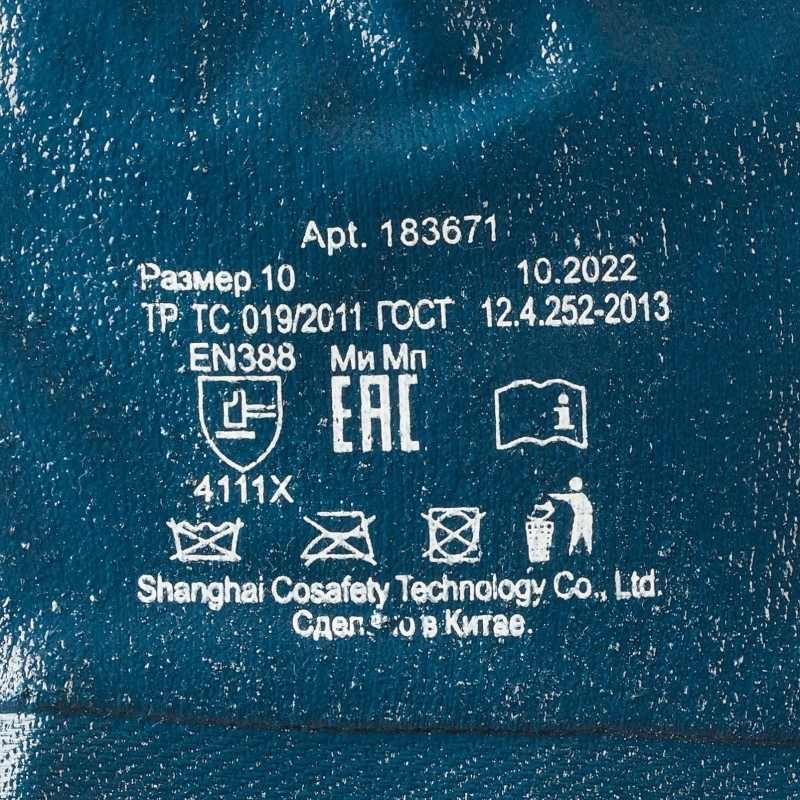 Арт. 183671
Размер 10 10.2022
ТР ТС 019/2011 ГОСТ 12.4.252-2013
EN388 Ми Мп
EAC
4111X
Shanghai Cosafety Technology Co., Ltd.
Сделано в Китае.